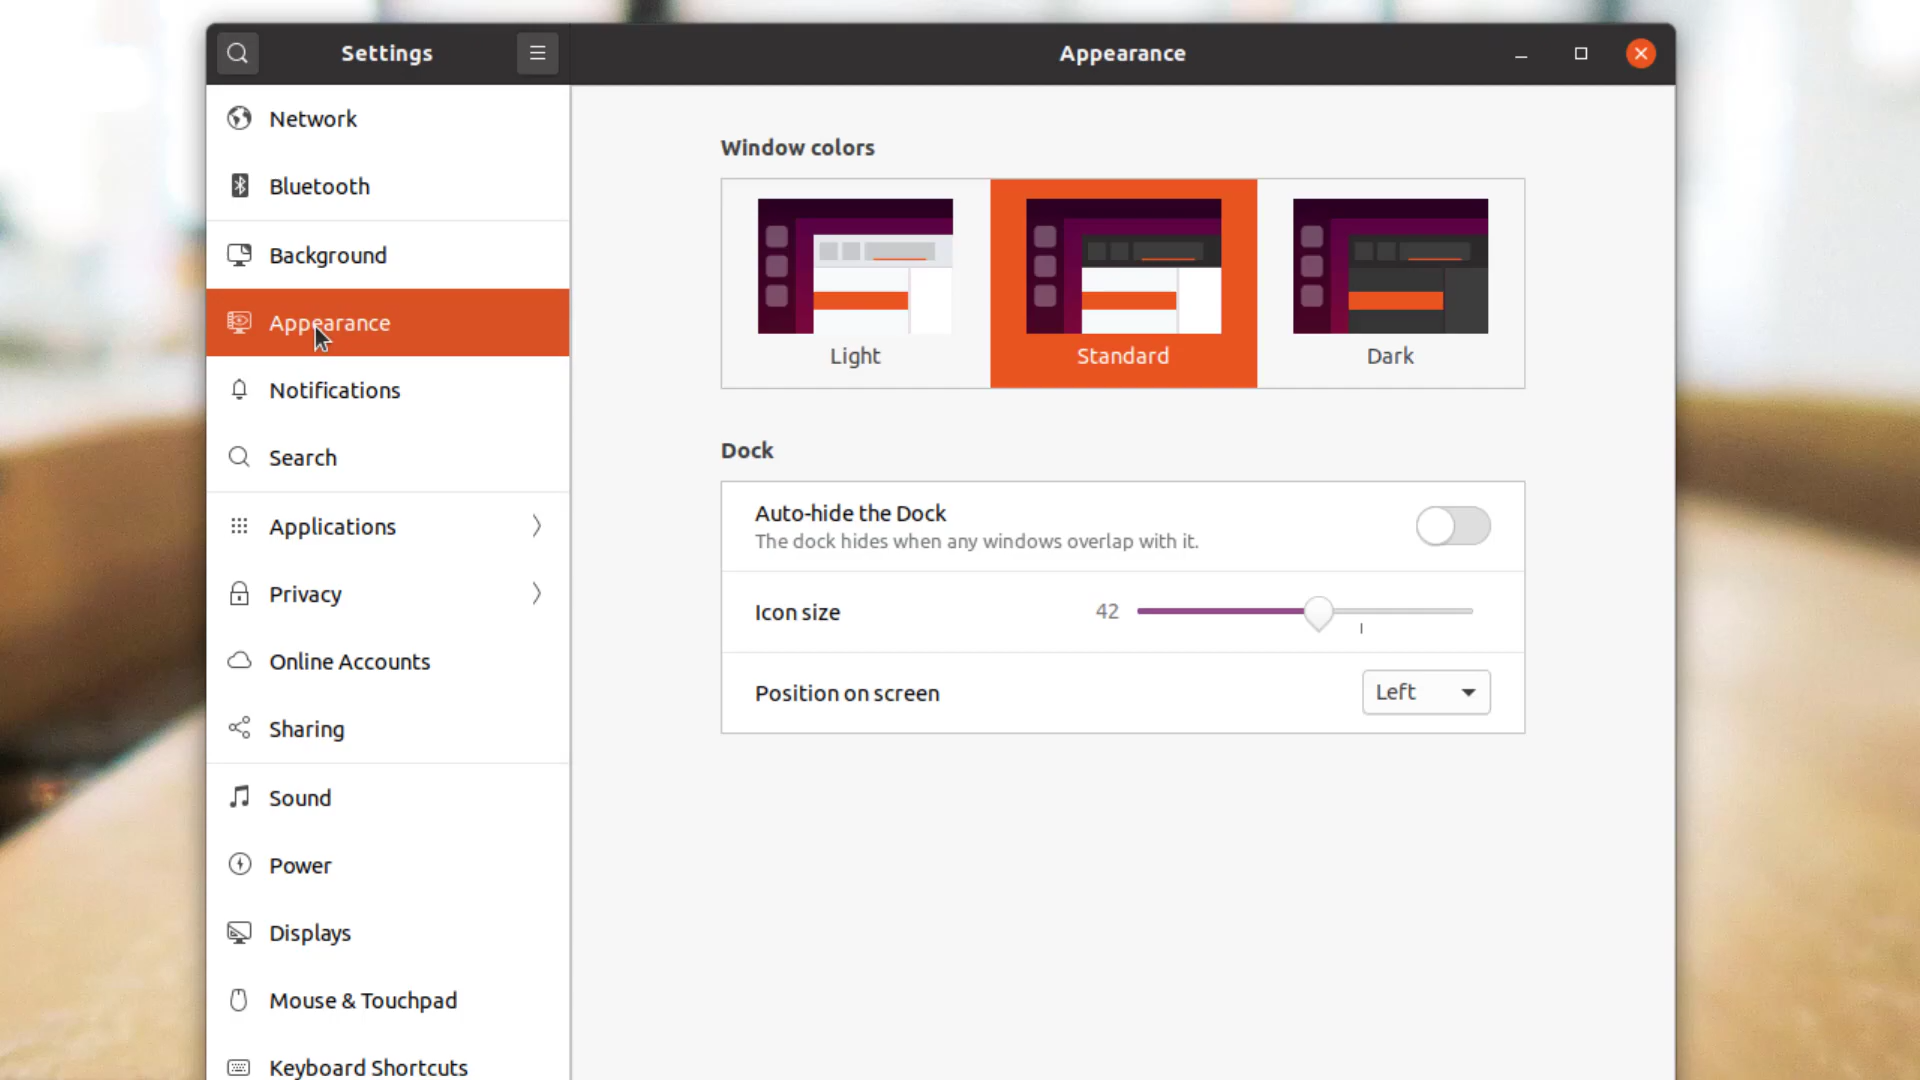 Settings
Appearance
Network
Bluetooth
Background
Appearance
Notifications
Search
Applications
Privacy
Online Accounts
Sharing
Sound
Power
Displays
Mouse & Touchpad
Keyboard Shortcuts
Window colors
Light
Standard
Dark
Dock
Auto-hide the Dock
The dock hides when any windows overlap with it.
Icon size
42
Position on screen
Left